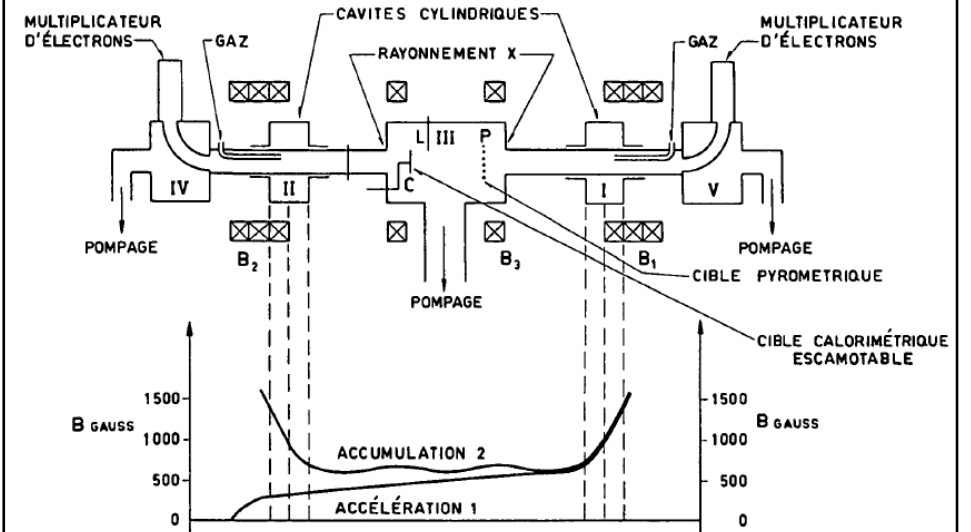 MULTIPLICATEUR
D'ÉLECTRONS
GAZ
CAVITES CYLINDRIQUES
RAYONNEMENT X
GAZ
MULTIPLICATEUR
D'ÉLECTRONS
L III P
IV II C I V
POMPAGE
B2
B3
B1
POMPAGE
POMPAGE
CIBLE PYROMETRIQUE
CIBLE CALORIMÉTRIQUE
ESCAMOTABLE
B GAUSS
1500
1000
500
0
ACCUMULATION 2
ACCÉLÉRATION 1
1500
1000
500
0
B GAUSS